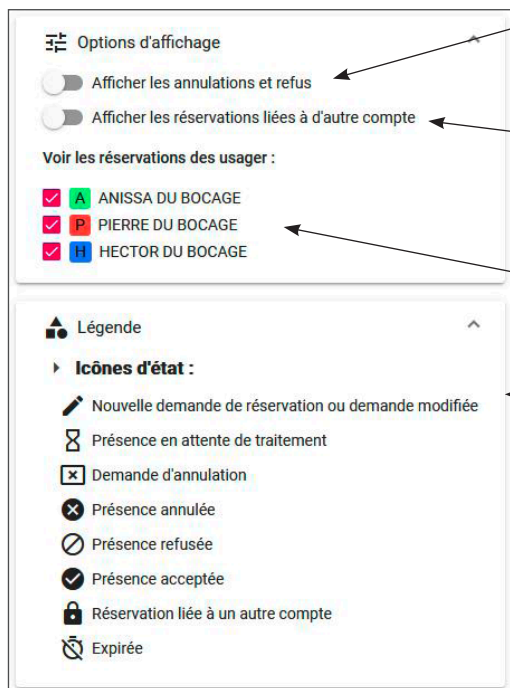 Options d'affichage
Afficher les annulations et refus
Afficher les réservations liées à d'autre compte
Voir les réservations des usager :
A ANISSA DU BOCAGE
P PIERRE DU BOCAGE
H HECTOR DU BOCAGE
Légende
Icônes d'état :
Nouvelle demande de réservation ou demande modifiée
Présence en attente de traitement
Demande d'annulation
Présence annulée
Présence refusée
Présence acceptée
Réservation liée à un autre compte
Expirée